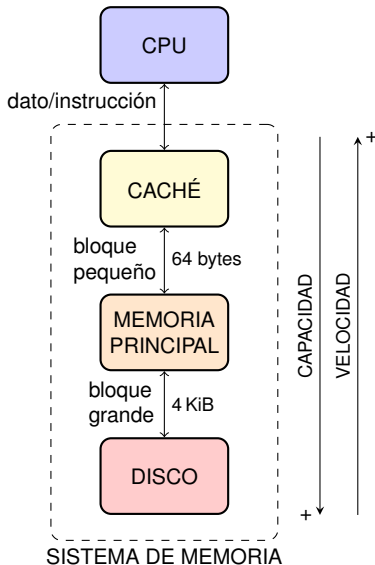 CPU
dato/instrucción
CACHÉ
bloque
pequeño
64 bytes
MEMORIA
PRINCIPAL
bloque
grande
4 KiB
DISCO
SISTEMA DE MEMORIA
CAPACIDAD
+
VELOCIDAD
+